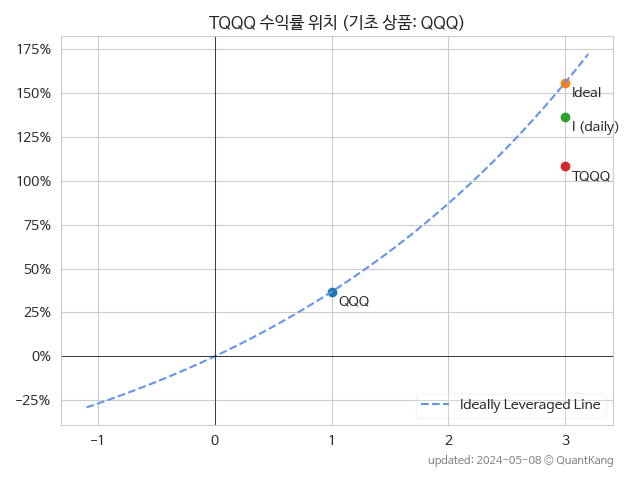 TQQQ 수익률 위치 (기초 상품: QQQ)
175%
150%
125%
100%
75%
50%
25%
0%
−25%
Ideal
I (daily)
TQQQ
QQQ
Ideally Leveraged Line
−1 0 1 2 3
updated: 2024-05-08 © QuantKang